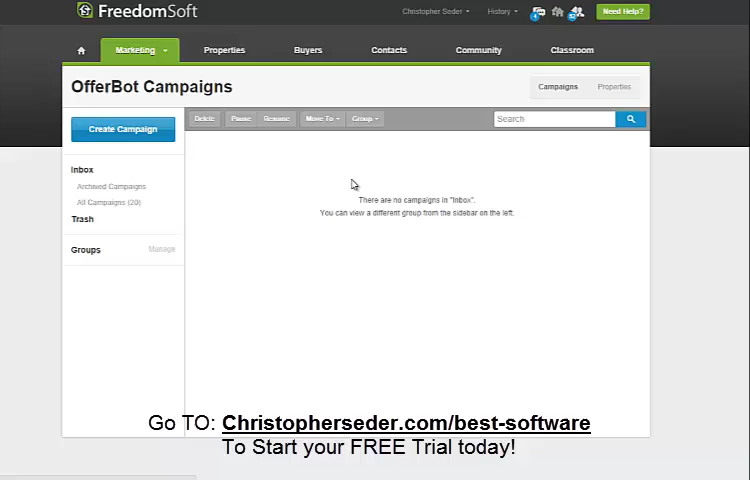 FreedomSoft
Christopher Seder
History
4
52
Need Help?
Marketing
Properties
Buyers
Contacts
Community
Classroom
OfferBot Campaigns
Campaigns
Properties
Create Campaign
Delete
Pause
Resume
Move To
Group
Search
Inbox
Archived Campaigns
All Campaigns (20)
Trash
Groups
Manage
There are no campaigns in "Inbox".
You can view a different group from the sidebar on the left.
Go TO: Christopherseder.com/best-software
To Start your FREE Trial today!